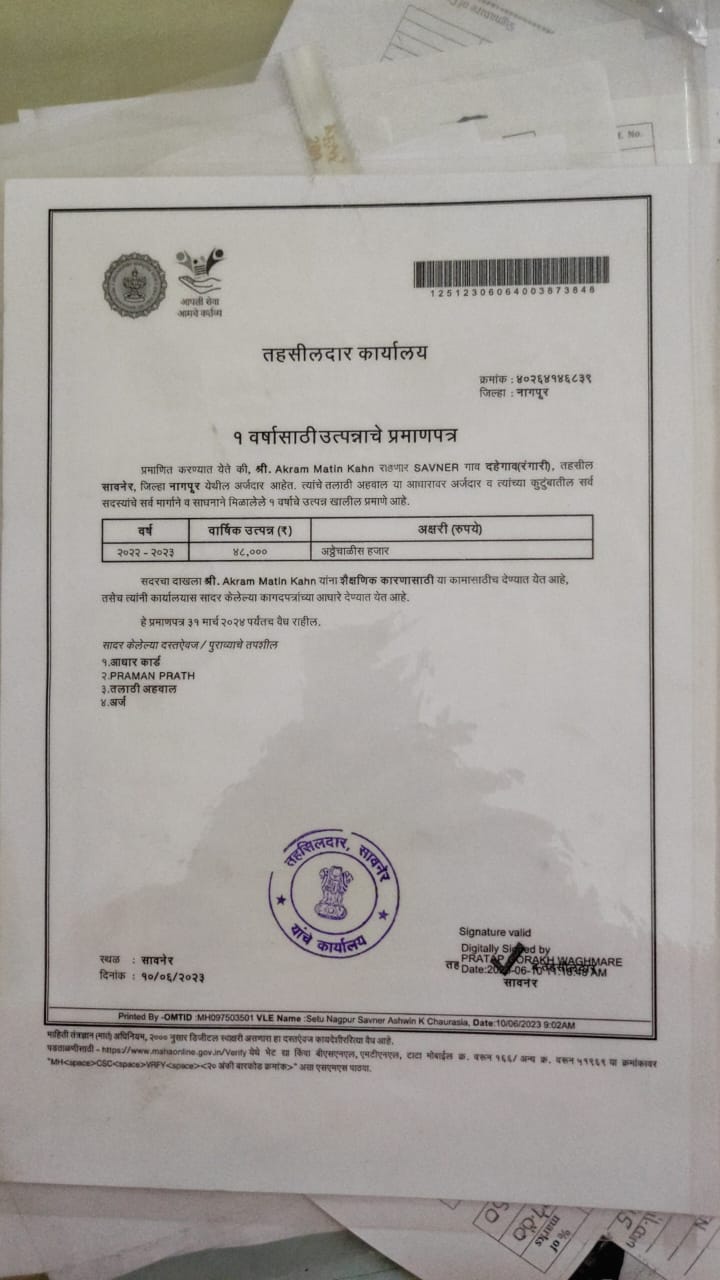 Signature of
f. No.
आपली सेवा
आमचे कर्तव्य
12512306064003873848
तहसीलदार कार्यालय
क्रमांक : ४०२६४१४६८३९
जिल्हा : नागपूर
१ वर्षासाठी उत्पन्नाचे प्रमाणपत्र
प्रमाणित करण्यात येते की, श्री. Akram Matin Kahn राहणार SAVNER गाव दहेगाव(रंगारी), तहसील
सावनेर, जिल्हा नागपूर येथील अर्जदार आहेत. त्यांचे तलाठी अहवाल या आधारावर अर्जदार व त्यांच्या कुटुंबातील सर्व
सदस्यांचे सर्व मार्गाने व साधनाने मिळालेले १ वर्षाचे उत्पन्न खालील प्रमाणे आहे.
वर्ष वार्षिक उत्पन्न (₹) अक्षरी (रुपये)
२०२२ - २०२३ ४८,००० अठ्ठेचाळीस हजार
सदरचा दाखला श्री. Akram Matin Kahn यांना शैक्षणिक कारणासाठी या कामासाठीच देण्यात येत आहे,
तसेच त्यांनी कार्यालयास सादर केलेल्या कागदपत्रांच्या आधारे देण्यात येत आहे.
हे प्रमाणपत्र ३१ मार्च २०२४ पर्यंतच वैध राहील.
सादर केलेल्या दस्तऐवज / पुराव्याचे तपशील
१.आधार कार्ड
२.PRAMAN PRATH
३.तलाठी अहवाल
४.अर्ज
तहसिलदार, सावनेर
यांचे कार्यालय
स्थळ : सावनेर
दिनांक : १०/०६/२०२३
Signature valid
Digitally Signed by
PRATAP GORAKH WAGHMARE
Date:2023-06-10 AM
सावनेर
Printed By -OMTID :MH097503501 VLE Name :Setu Nagpur Savner Ashwin K Chaurasia, Date:10/06/2023 9:02AM
माहिती तंत्रज्ञान (मात) अधिनियम, २००० नुसार डिजीटल स्वाक्षरी असणारा हा दस्तऐवज कायदेशीररित्या वैध आहे.
पडताळणीसाठी - https://www.mahaonline.gov.in/Verify येथे भेट द्या किंवा बीएसएनएल, एमटीएनएल, टाटा मोबाईल क्र. वरून १६६/ अन्य क्र. वरून ५१९६९ या क्रमांकावर
"MH<space>CSC<space>VRFY<space><२० अंकी बारकोड क्रमांक>" असा एसएमएस पाठवा.
% of
marks